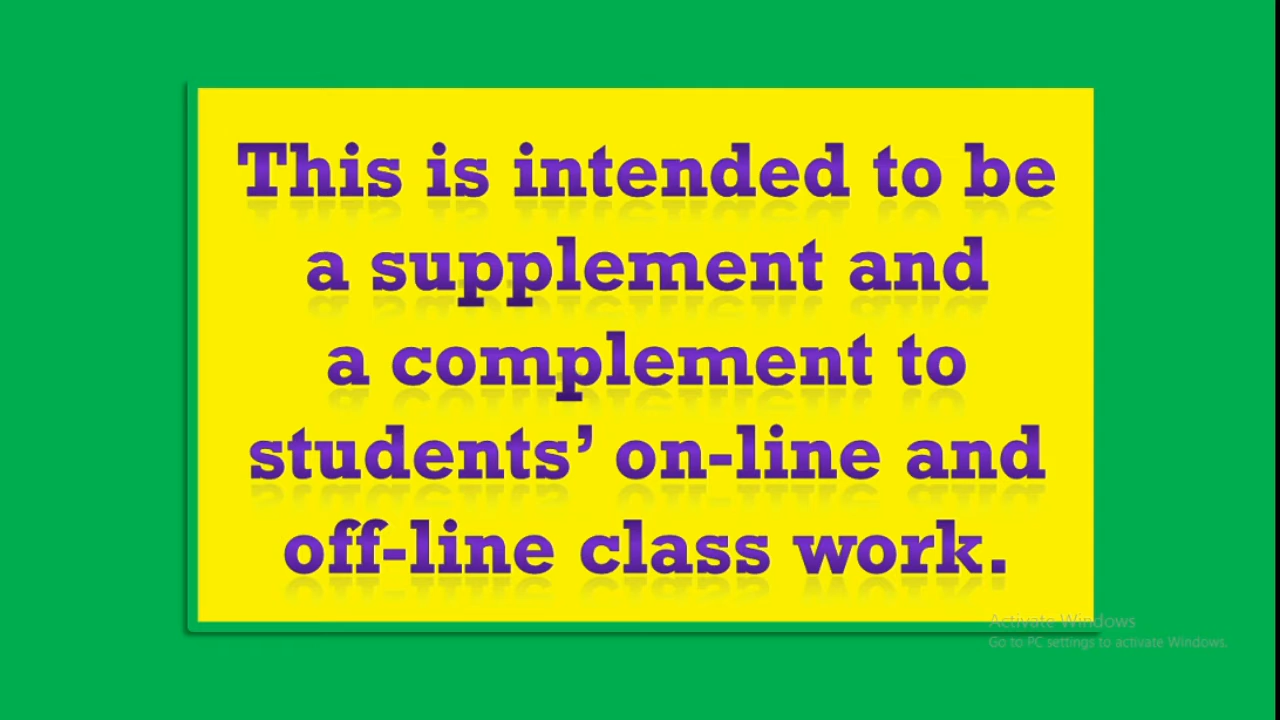 This is intended to be
a supplement and
a complement to
students’ on-line and
off-line class work.
Activate Windows
Go to PC settings to activate Windows.